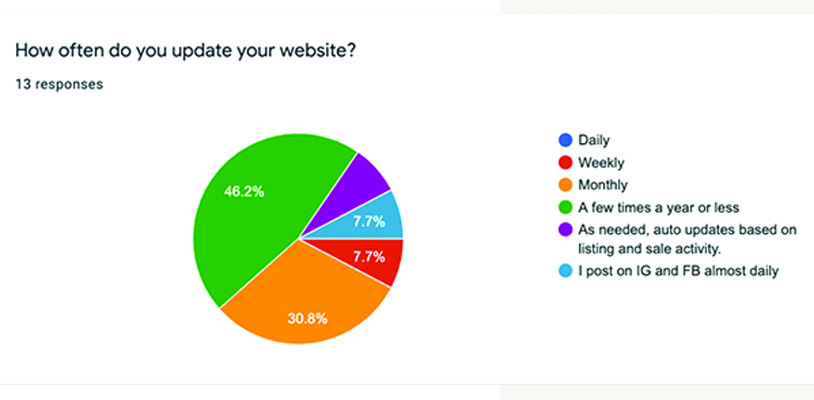 How often do you update your website?
13 responses
46.2%
7.7%
7.7%
30.8%
Daily
Weekly
Monthly
A few times a year or less
As needed, auto updates based on
listing and sale activity.
I post on IG and FB almost daily